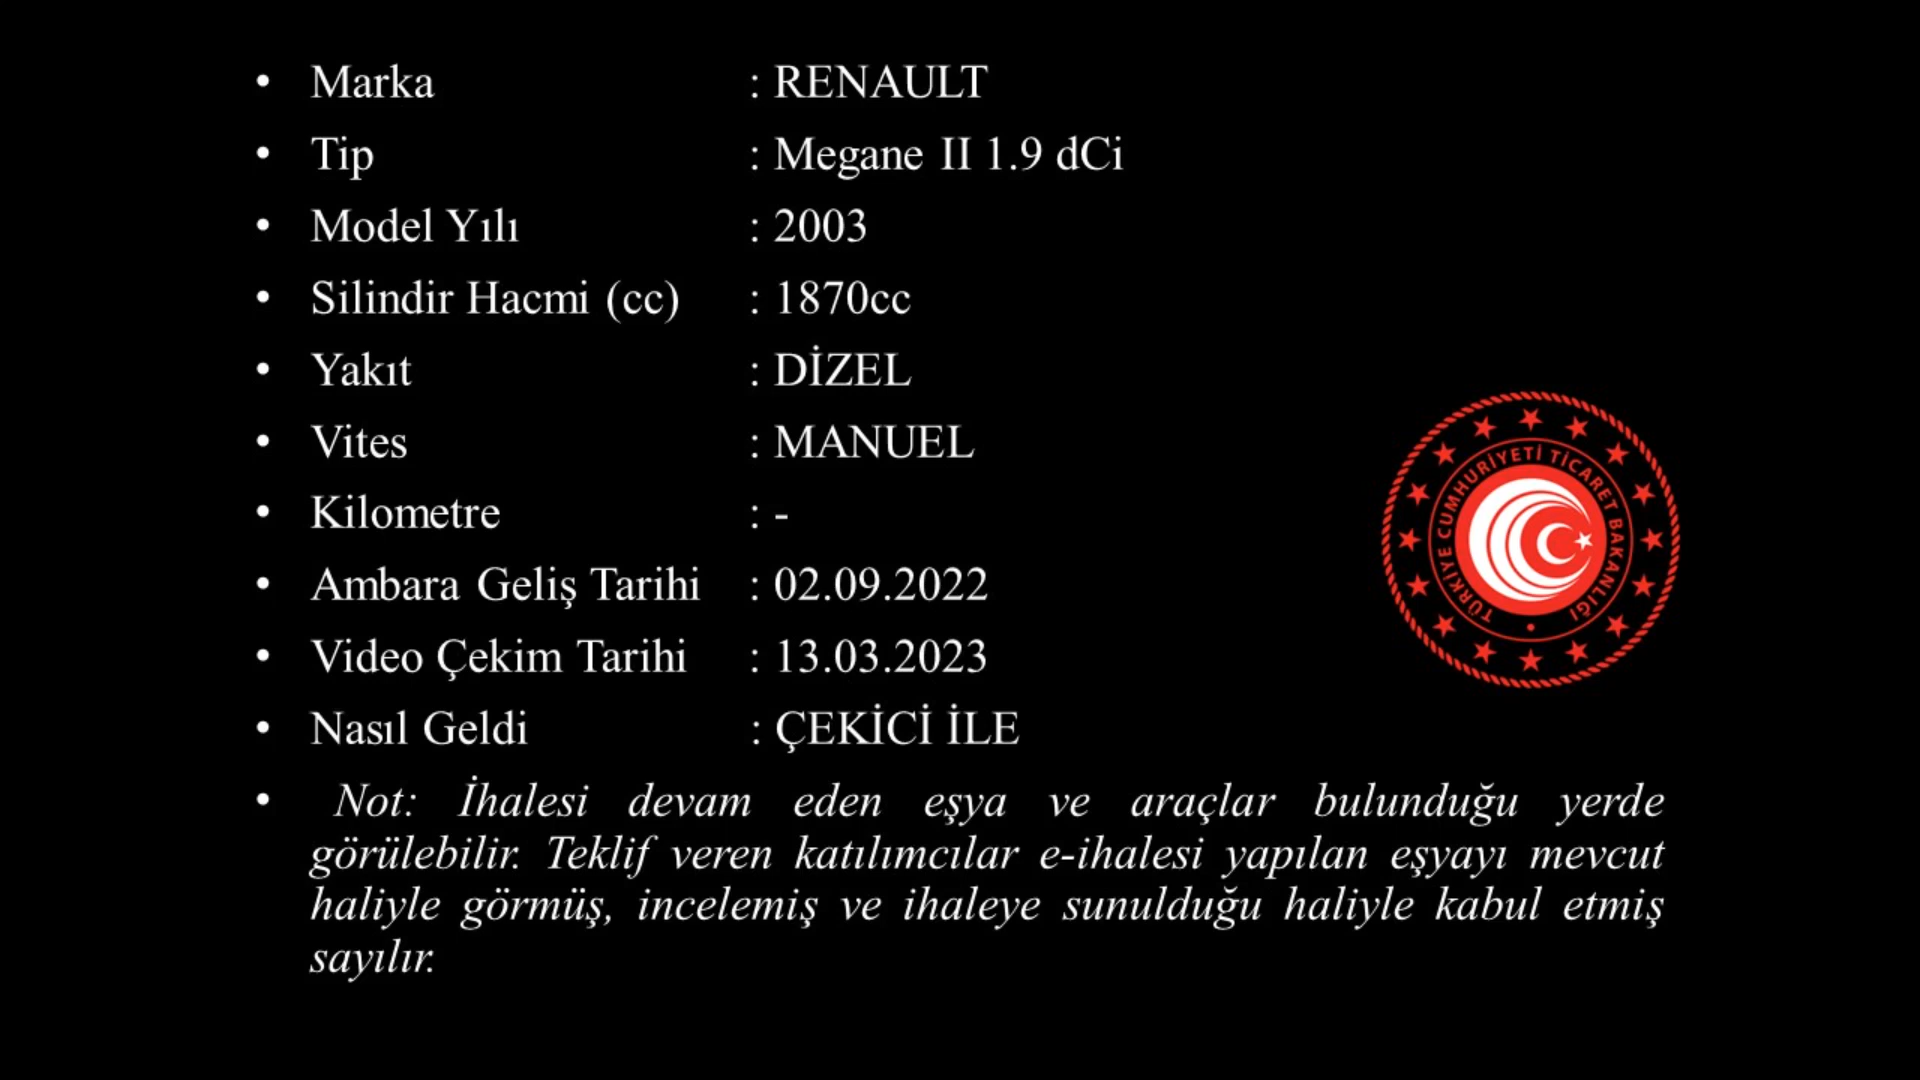 • Marka : RENAULT
• Tip : Megane II 1.9 dCi
• Model Yılı : 2003
• Silindir Hacmi (cc) : 1870cc
• Yakıt : DİZEL
• Vites : MANUEL
• Kilometre : -
• Ambara Geliş Tarihi : 02.09.2022
• Video Çekim Tarihi : 13.03.2023
• Nasıl Geldi : ÇEKİCİ İLE
• Not: İhalesi devam eden eşya ve araçlar bulunduğu yerde
görülebilir. Teklif veren katılımcılar e-ihalesi yapılan eşyayı mevcut
haliyle görmüş, incelemiş ve ihaleye sunulduğu haliyle kabul etmiş
sayılır.
TÜRKİYE CUMHURİYETİ TİCARET BAKANLIĞI